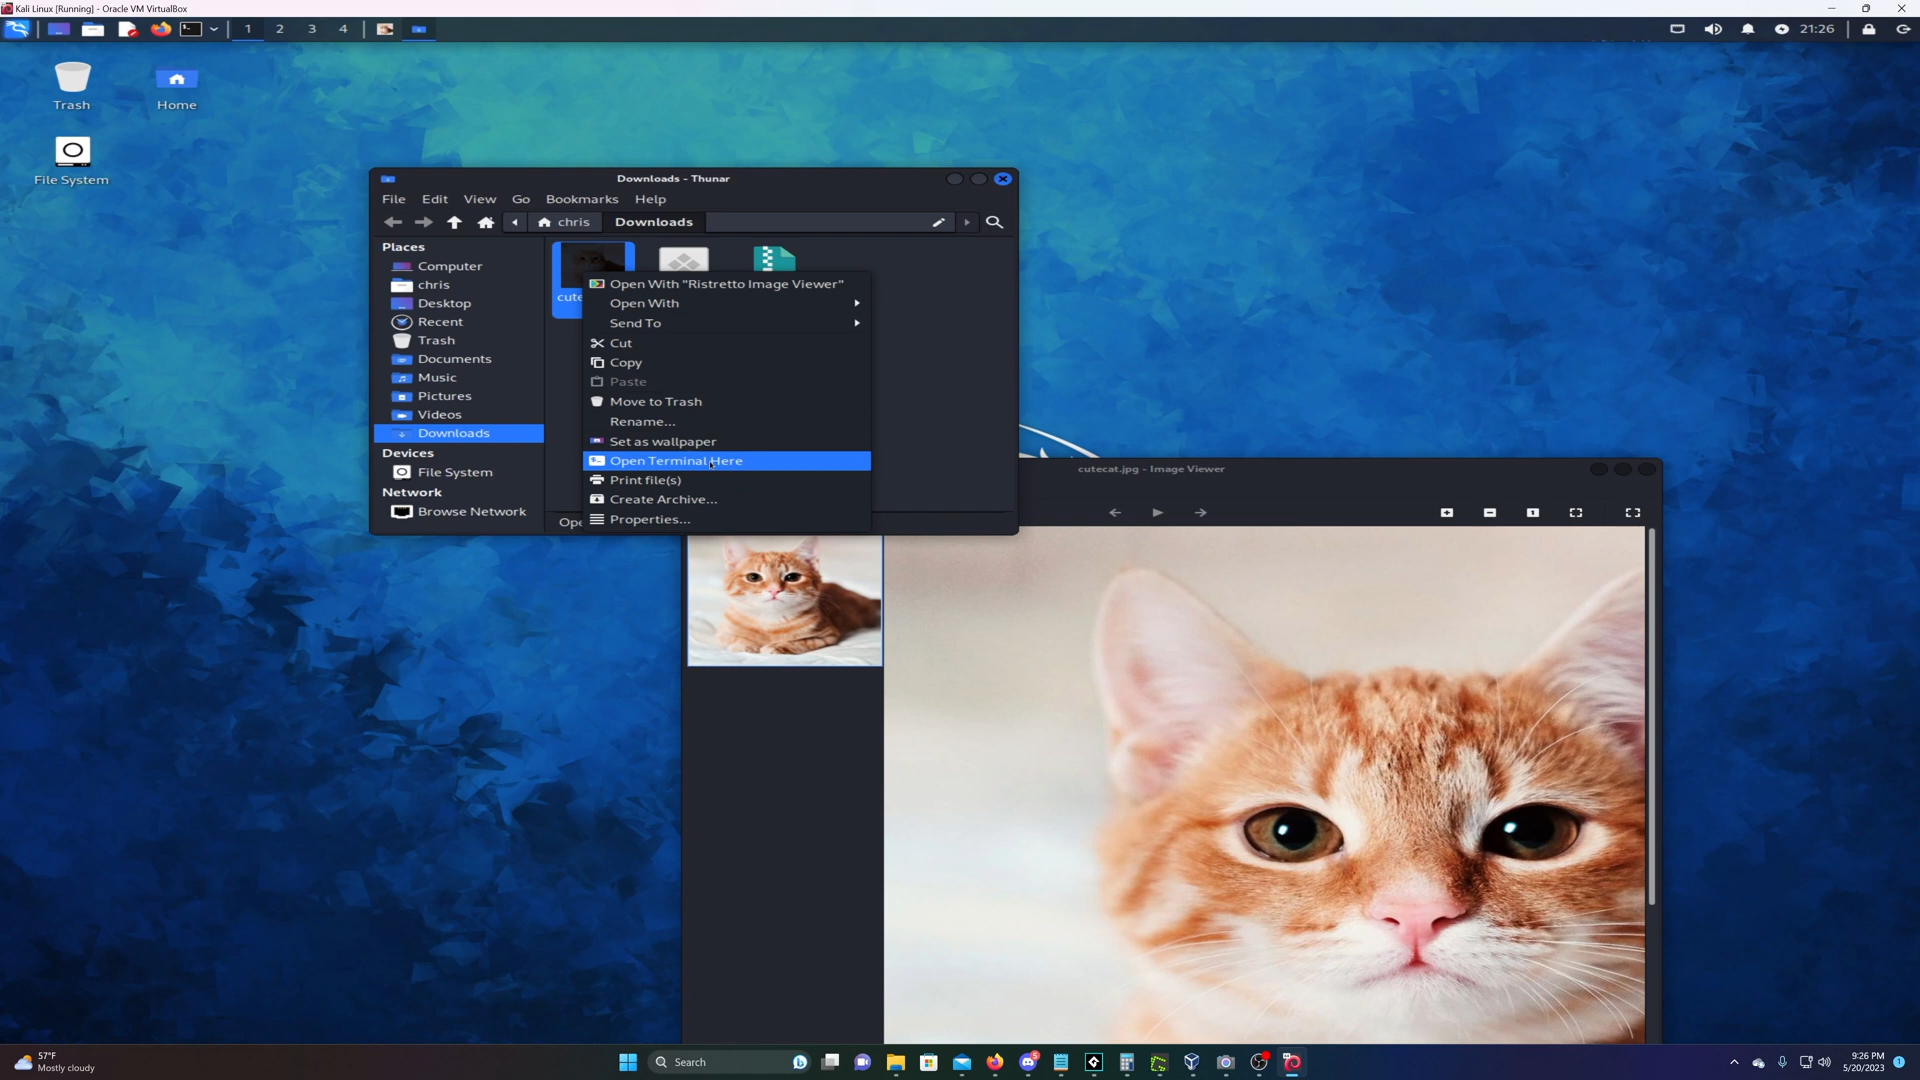 Kali Linux [Running] - Oracle VM VirtualBox
1 2 3 4
21:26
Trash
Home
File System
Downloads - Thunar
File Edit View Go Bookmarks Help
chris Downloads
Places
Computer
chris
Desktop
Recent
Trash
Documents
Music
Pictures
Videos
Downloads
Devices
File System
Network
Browse Network
cute
Open With "Ristretto Image Viewer"
Open With
Send To
Cut
Copy
Paste
Move to Trash
Rename...
Set as wallpaper
Open Terminal Here
Print file(s)
Create Archive...
Properties...
Ope
cutecat.jpg - Image Viewer
57°F
Mostly cloudy
Search
5
9:26 PM
5/20/2023
1